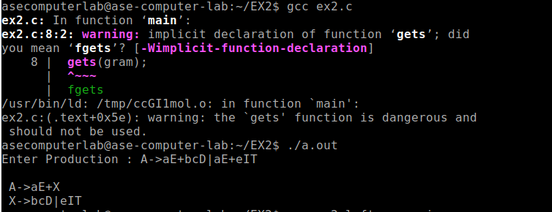 asecomputerlab@ase-computer-lab:~/EX2$ gcc ex2.c
ex2.c: In function ‘main’:
ex2.c:8:2: warning: implicit declaration of function ‘gets’; did
you mean ‘fgets’? [-Wimplicit-function-declaration]
8 | gets(gram);
| ^~~~
| fgets
/usr/bin/ld: /tmp/ccGI1mol.o: in function `main':
ex2.c:(.text+0x5e): warning: the `gets' function is dangerous and
should not be used.
asecomputerlab@ase-computer-lab:~/EX2$ ./a.out
Enter Production : A->aE+bcD|aE+eIT
A->aE+X
X->bcD|eIT